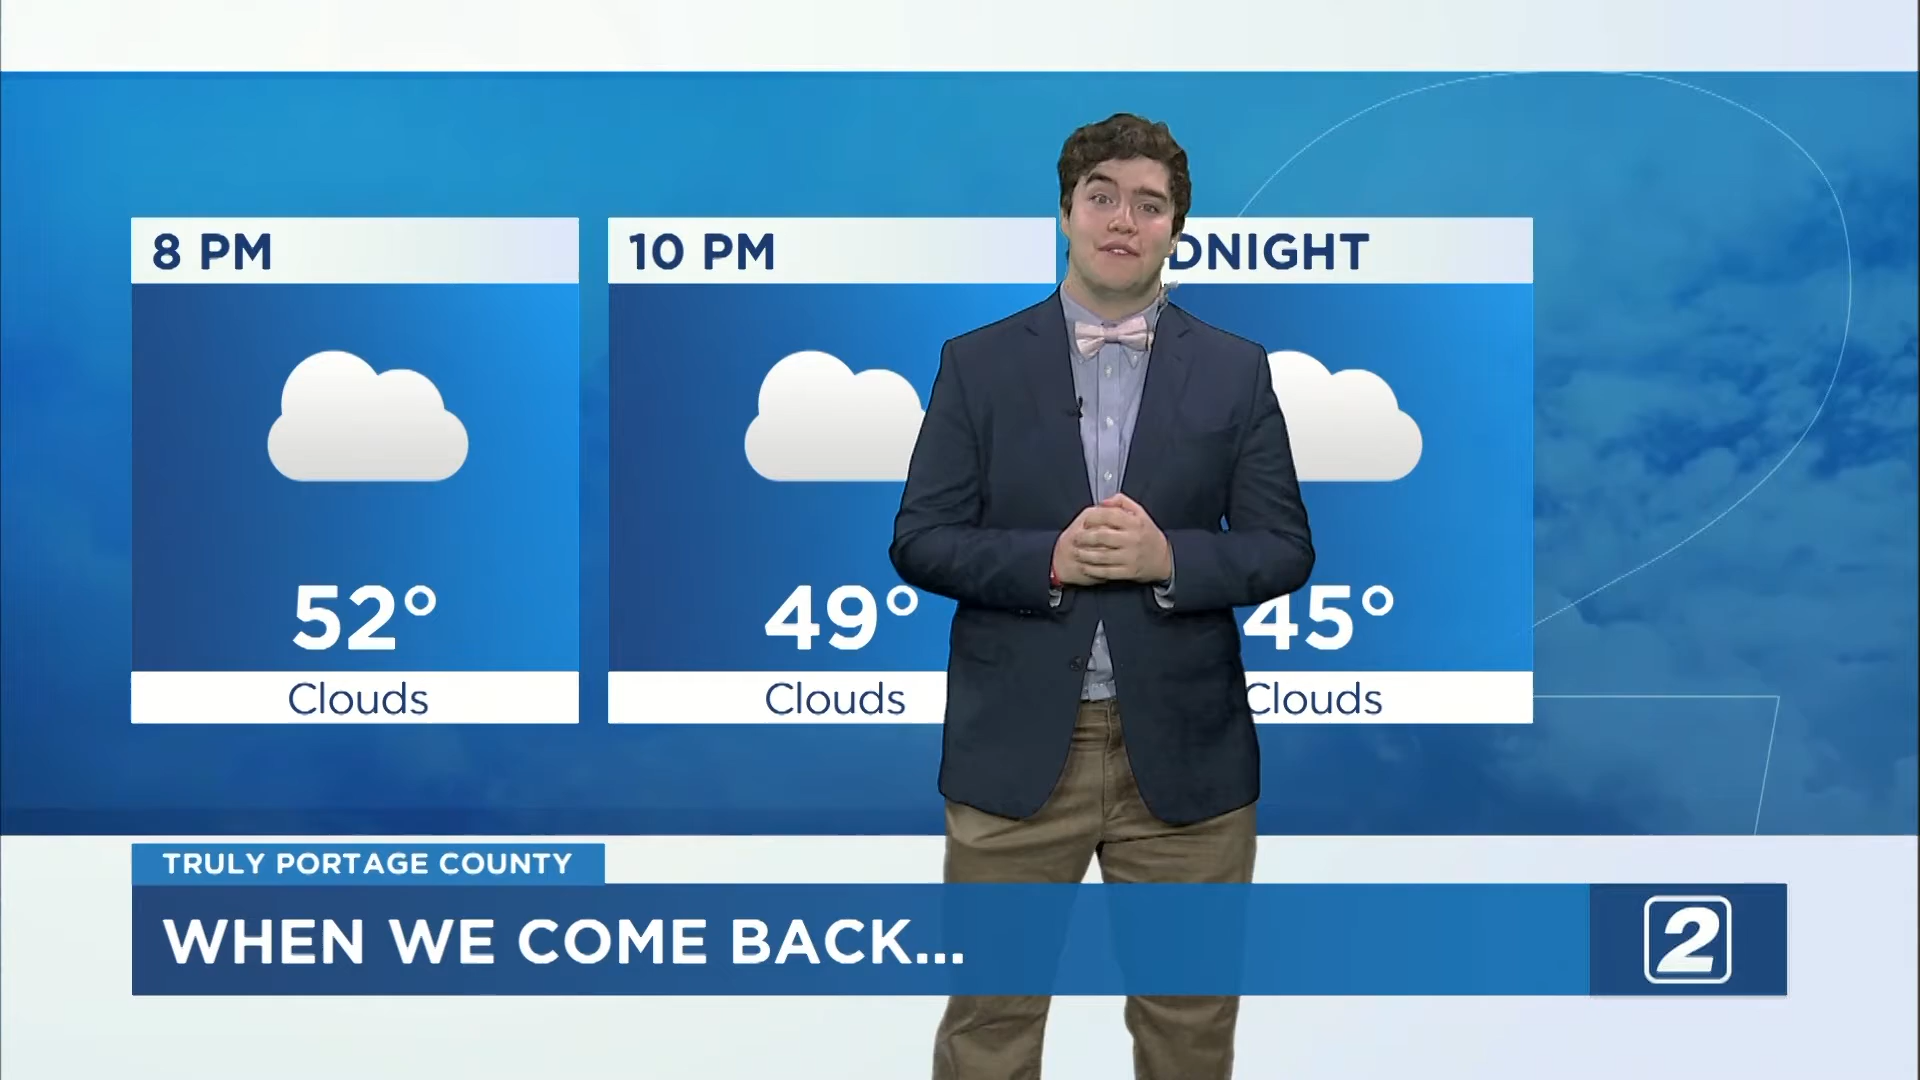 8 PM
10 PM
DNIGHT
52°
49°
45°
Clouds
Clouds
Clouds
TRULY PORTAGE COUNTY
WHEN WE COME BACK...
2